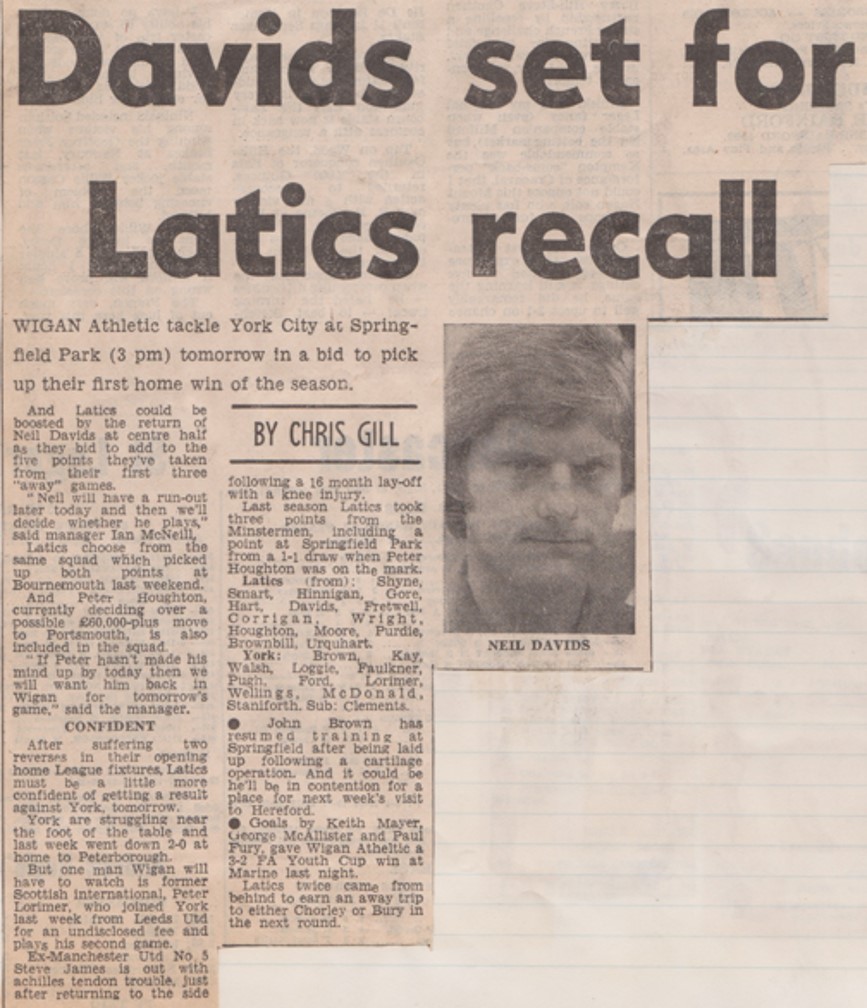 Davids set for
Latics recall
WIGAN Athletic tackle York City at Spring-
field Park (3 pm) tomorrow in a bid to pick
up their first home win of the season.
And Latics could be
boosted by the return of
Neil Davids at centre half
as they bid to add to the
five points they've taken
from their first three
"away" games.
"Neil will have a run-out
later today and then we'll
decide whether he plays,"
said manager Ian McNeill,
Latics choose from the
same squad which picked
up both points at
Bournemouth last weekend.
And Peter Houghton,
currently deciding over a
possible £60,000-plus move
to Portsmouth, is also
included in the squad.
"If Peter hasn't made his
mind up by today then we
will want him back in
Wigan for tomorrow's
game," said the manager.
CONFIDENT
After suffering two
reverses in their opening
home League fixtures, Latics
must be a little more
confident of getting a result
against York, tomorrow.
York are struggling near
the foot of the table and
last week went down 2-0 at
home to Peterborough.
But one man Wigan will
have to watch is former
Scottish international, Peter
Lorimer, who joined York
last week from Leeds Utd
for an undisclosed fee and
plays his second game.
Ex-Manchester Utd No 5
Steve James is out with
achilles tendon trouble, just
after returning to the side
BY CHRIS GILL
following a 16 month lay-off
with a knee injury.
Last season Latics took
three points from the
Minstermen, including a
point at Springfield Park
from a 1-1 draw when Peter
Houghton was on the mark.
Latics (from): Shyne,
Smart, Hinnigan, Gore,
Hart, Davids, Fretwell,
Corrigan, Wright,
Houghton, Moore, Purdie,
Brownbill, Urquhart.
York: Brown, Kay,
Walsh, Loggie, Faulkner,
Pugh, Ford, Lorimer,
Wellings, McDonald,
Staniforth. Sub: Clements.
● John Brown has
resumed training at
Springfield after being laid
up following a cartilage
operation. And it could be
he'll be in contention for a
place for next week's visit
to Hereford.
● Goals by Keith Mayer,
George McAllister and Paul
Fury, gave Wigan Atheltic a
3-2 FA Youth Cup win at
Marine last night.
Latics twice came from
behind to earn an away trip
to either Chorley or Bury in
the next round.
NEIL DAVIDS